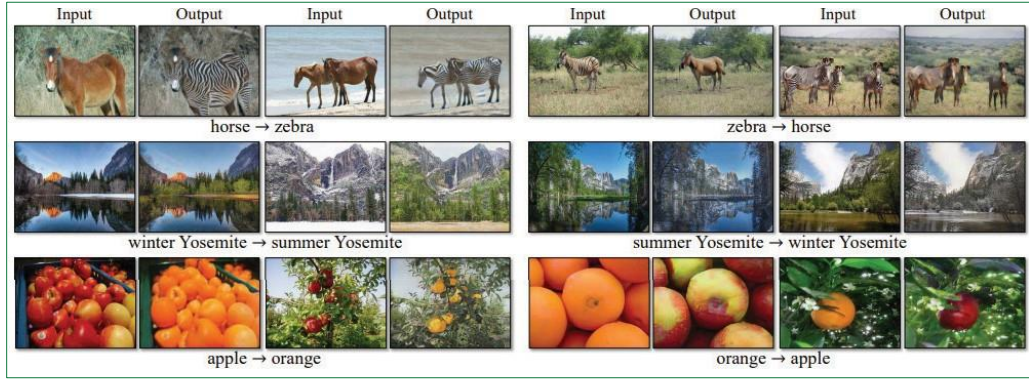 Input Output Input Output Input Output Input Output
horse → zebra zebra → horse
winter Yosemite → summer Yosemite summer Yosemite → winter Yosemite
apple → orange orange → apple